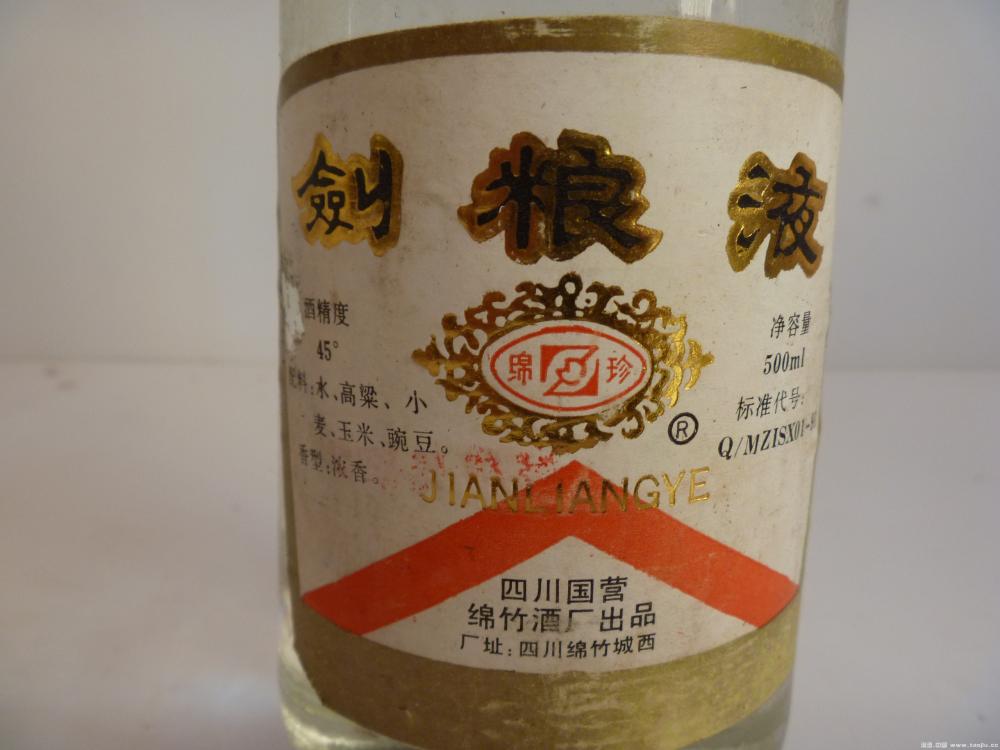 劍粮液
酒精度
45°
配料:水、高粱、小
麦、玉米、豌豆。
香型:浓香。
绵 珍
®
净容量
500ml
标准代号:
JIANLIANGYE
四川国营
绵竹酒厂出品
厂址:四川绵竹城西